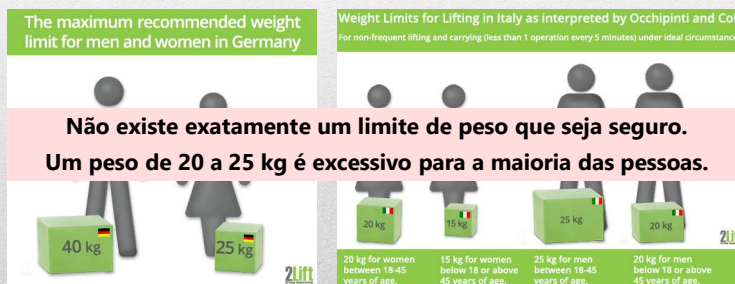 The maximum recommended weight
limit for men and women in Germany
Weight Limits for Lifting in Italy as interpreted by Occhipinti and Col
For non-frequent lifting and carrying (less than 1 operation every 5 minutes) under ideal circumstance
Não existe exatamente um limite de peso que seja seguro.
Um peso de 20 a 25 kg é excessivo para a maioria das pessoas.
40 kg
25 kg
2Lift
20 kg
15 kg
25 kg
20 kg
20 kg for women
between 18-45
years of age.
15 kg for women
below 18 or above
45 years of age.
25 kg for men
between 18-45
years of age.
20 kg for men
below 18 or above
45 years of age.